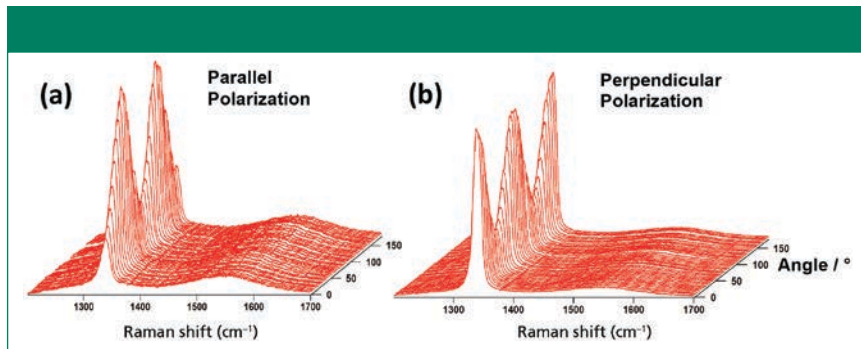 (a)
Parallel
Polarization
150
100
50
0
1300 1400 1500 1600 1700
Raman shift (cm⁻¹)
(b)
Perpendicular
Polarization
150
100
50
0
Angle / °
1300 1400 1500 1600 1700
Raman shift (cm⁻¹)